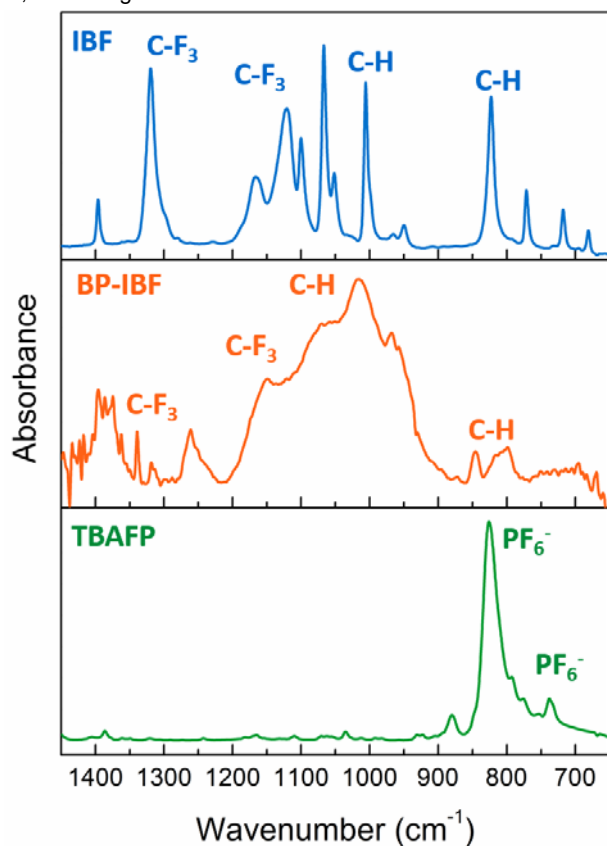 IBF
C-F₃
C-F₃
C-H
C-H
BP-IBF
C-F₃
C-F₃
C-H
C-H
TBAFP
PF₆⁻
PF₆⁻
Absorbance
1400 1300 1200 1100 1000 900 800 700
Wavenumber (cm⁻¹)